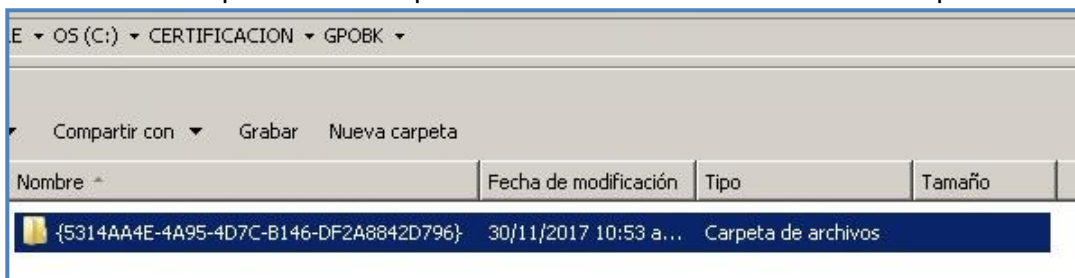 .E ▾ OS (C:) ▾ CERTIFICACION ▾ GPOBK ▾
Compartir con ▾ Grabar Nueva carpeta
Nombre Fecha de modificación Tipo Tamaño
{5314AA4E-4A95-4D7C-B146-DF2A8842D796} 30/11/2017 10:53 a... Carpeta de archivos